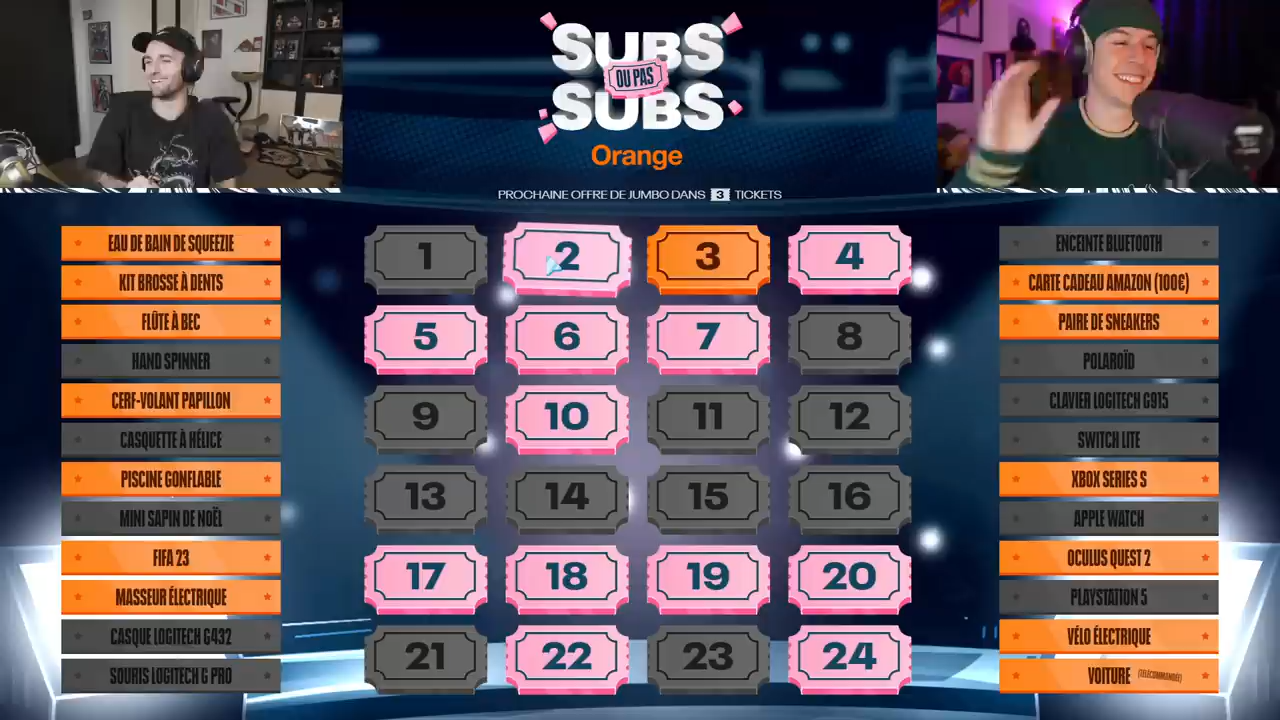 SUBS
OU PAS
SUBS
Orange
PROCHAINE OFFRE DE JUMBO DANS 3 TICKETS
EAU DE BAIN DE SQUEEZIE
KIT BROSSE À DENTS
FLÛTE À BEC
HAND SPINNER
CERF-VOLANT PAPILLON
CASQUETTE À HÉLICE
PISCINE GONFLABLE
MINI SAPIN DE NOËL
FIFA 23
MASSEUR ÉLECTRIQUE
CASQUE LOGITECH G432
SOURIS LOGITECH G PRO
1 2 3 4
5 6 7 8
9 10 11 12
13 14 15 16
17 18 19 20
21 22 23 24
ENCEINTE BLUETOOTH
CARTE CADEAU AMAZON (100€)
PAIRE DE SNEAKERS
POLAROÏD
CLAVIER LOGITECH G915
SWITCH LITE
XBOX SERIES S
APPLE WATCH
OCULUS QUEST 2
PLAYSTATION 5
VÉLO ÉLECTRIQUE
VOITURE (TÉLÉCOMMANDÉE)